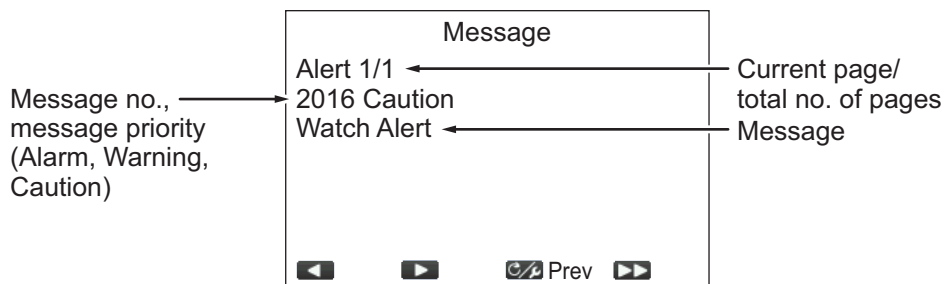 Message
Alert 1/1
2016 Caution
Watch Alert
Prev
Message no.,
message priority
(Alarm, Warning,
Caution)
Current page/
total no. of pages
Message